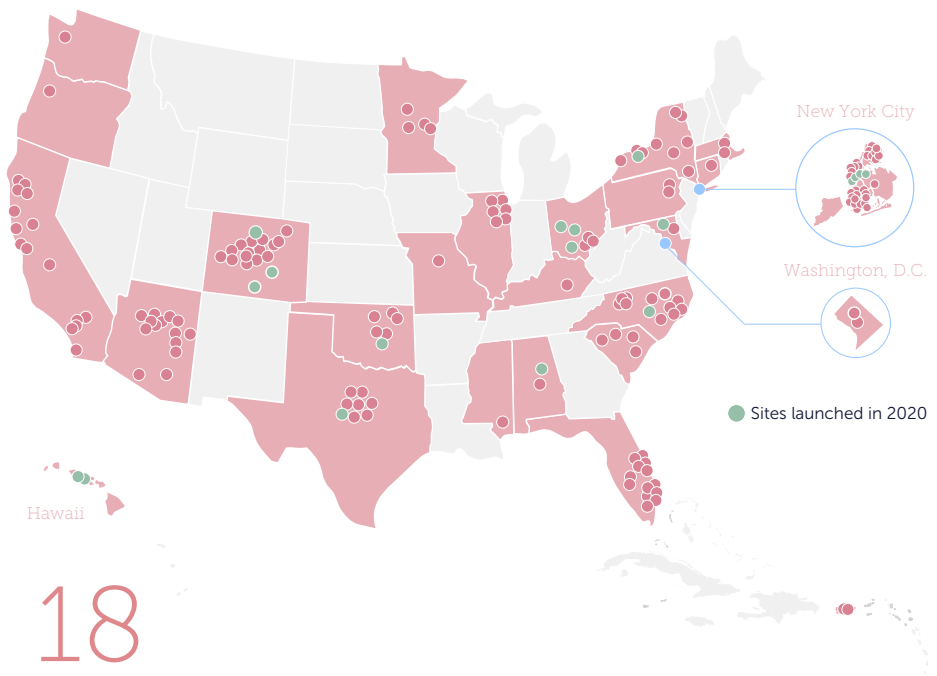 New York City
Washington, D.C.
Sites launched in 2020
Hawaii
18